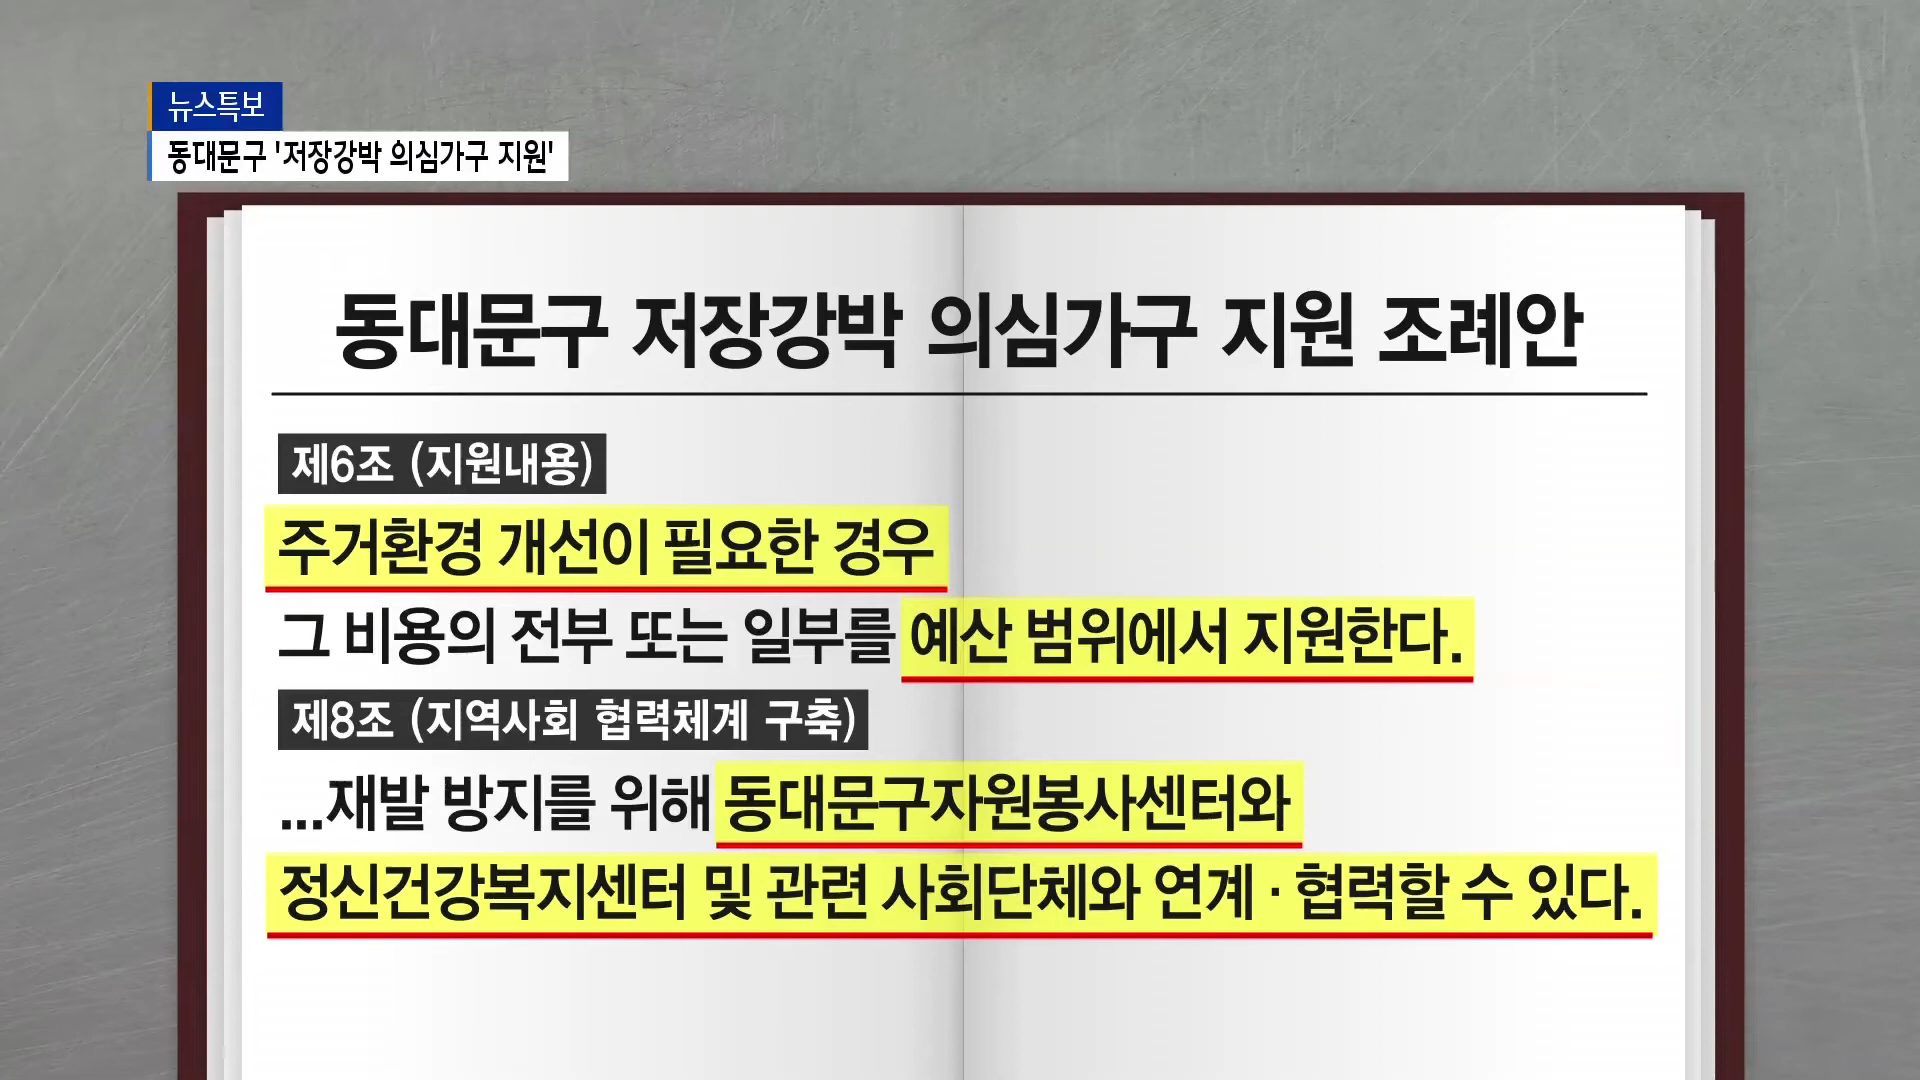 뉴스특보
동대문구 '저장강박 의심가구 지원'
동대문구 저장강박 의심가구 지원 조례안
제6조 (지원내용)
주거환경 개선이 필요한 경우
그 비용의 전부 또는 일부를 예산 범위에서 지원한다.
제8조 (지역사회 협력체계 구축)
...재발 방지를 위해 동대문구자원봉사센터와
정신건강복지센터 및 관련 사회단체와 연계·협력할 수 있다.